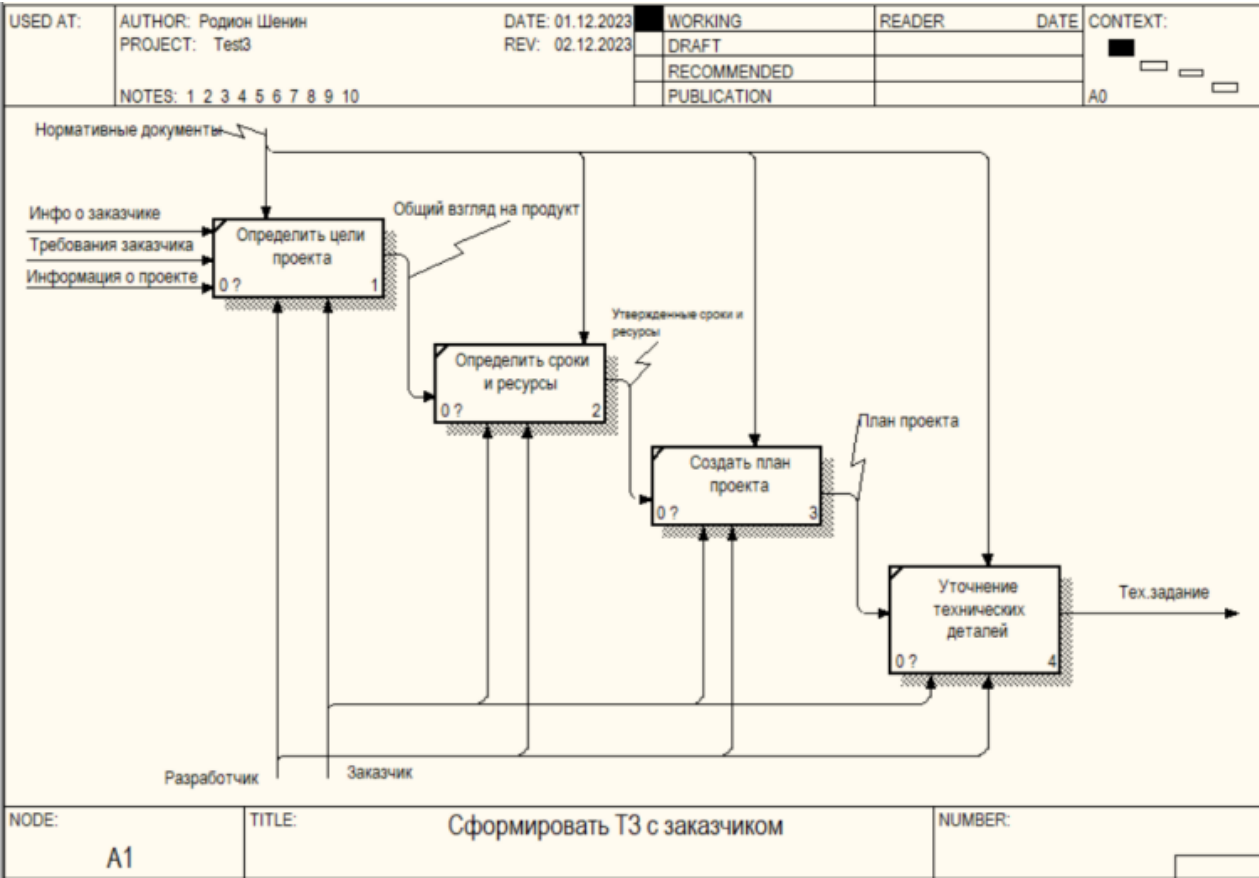 USED AT:
AUTHOR: Родион Шенин
DATE: 01.12.2023
PROJECT: Test3
REV: 02.12.2023
NOTES: 1 2 3 4 5 6 7 8 9 10
WORKING
DRAFT
RECOMMENDED
PUBLICATION
READER DATE
CONTEXT:
A0
Нормативные документы
Инфо о заказчике
Требования заказчика
Информация о проекте
Определить цели
проекта
0 ? 1
Общий взгляд на продукт
Определить сроки
и ресурсы
0 ? 2
Утвержденные сроки и
ресурсы
Создать план
проекта
0 ? 3
План проекта
Уточнение
технических
деталей
0 ? 4
Тех.задание
Разработчик
Заказчик
NODE:
A1
TITLE:
Сформировать ТЗ с заказчиком
NUMBER: